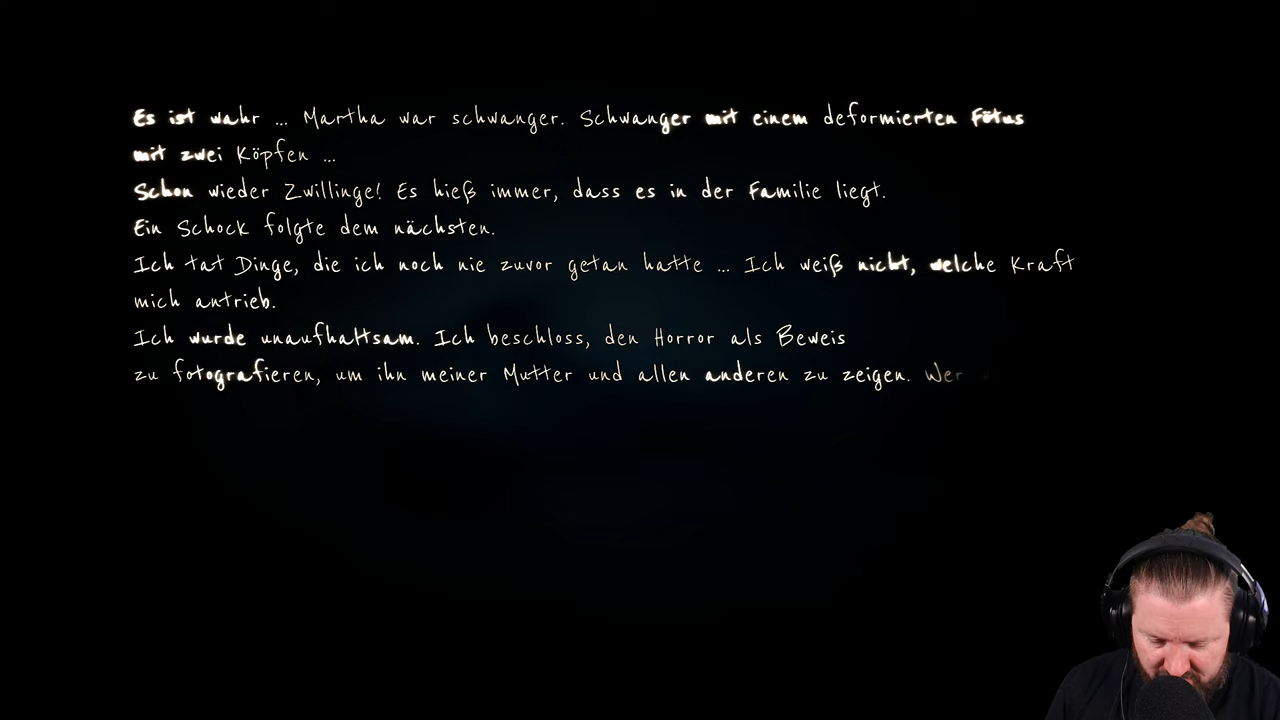 Es ist wahr ... Martha war schwanger. Schwanger mit einem deformierten Fötus
mit zwei Köpfen ...
Schon wieder Zwillinge! Es hieß immer, dass es in der Familie liegt.
Ein Schock folgte dem nächsten.
Ich tat Dinge, die ich noch nie zuvor getan hatte ... Ich weiß nicht, welche Kraft
mich antrieb.
Ich wurde unaufhaltsam. Ich beschloss, den Horror als Beweis
zu fotografieren, um ihn meiner Mutter und allen anderen zu zeigen. Wer